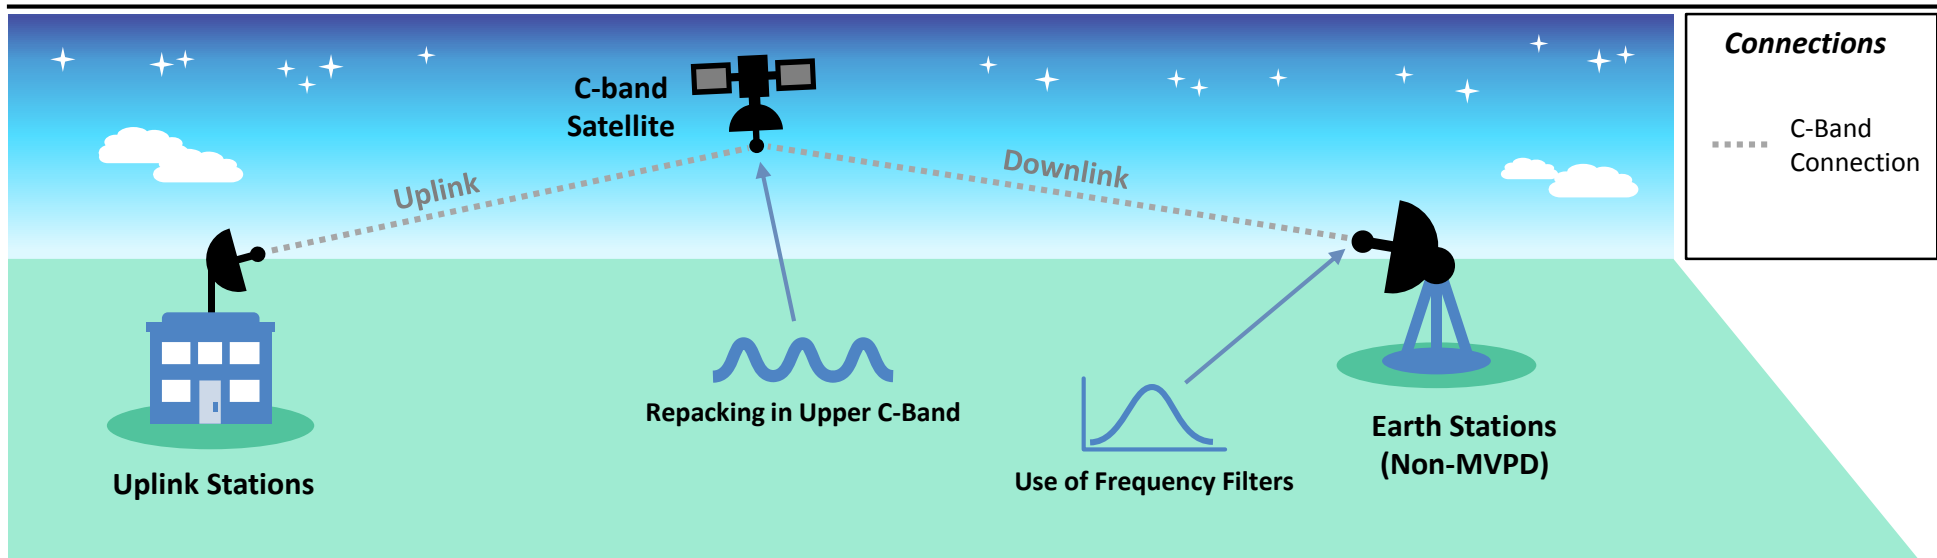 Connections
C-Band
Connection
C-band
Satellite
Uplink
Downlink
Repacking in Upper C-Band
Use of Frequency Filters
Uplink Stations
Earth Stations
(Non-MVPD)